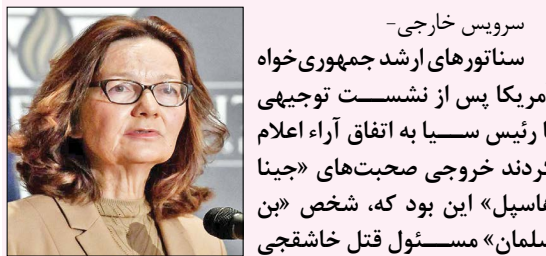 سرویس خارجی-
سناتورهای ارشد جمهوری‌خواه
آمریکا پس از نشست توجیهی
با رئیس سیا به اتفاق آراء اعلام
کردند خروجی صحبت‌های «جینا
هاسپل» این بود که، شخص «بن
سلمان» مسئول قتل خاشقجی